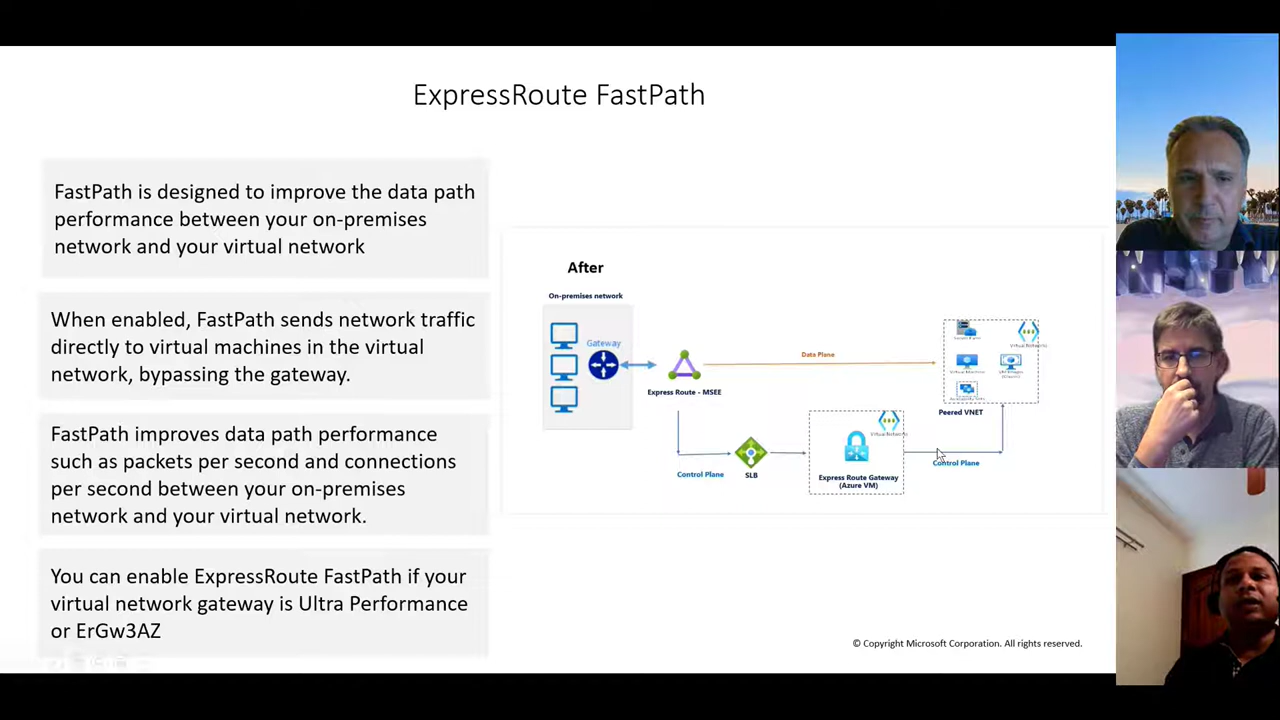 ExpressRoute FastPath
FastPath is designed to improve the data path
performance between your on-premises
network and your virtual network
When enabled, FastPath sends network traffic
directly to virtual machines in the virtual
network, bypassing the gateway.
FastPath improves data path performance
such as packets per second and connections
per second between your on-premises
network and your virtual network.
You can enable ExpressRoute FastPath if your
virtual network gateway is Ultra Performance
or ErGw3AZ
After
On-premises network
Gateway
Express Route - MSEE
Data Plane
Virtual Networks
Peered VNET
Control Plane
SLB
Virtual Networks
Express Route Gateway
(Azure VM)
Control Plane
© Copyright Microsoft Corporation. All rights reserved.